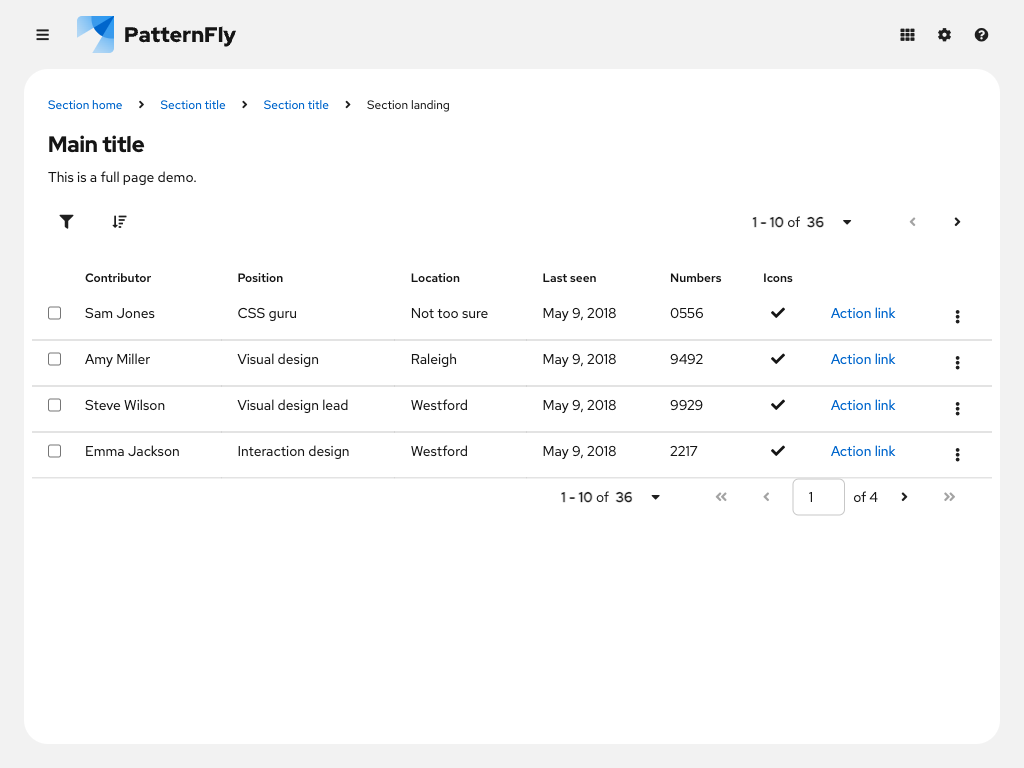 PatternFly
Section home Section title Section title Section landing
Main title
This is a full page demo.
1 - 10 of 36
Contributor Position Location Last seen Numbers Icons
Sam Jones CSS guru Not too sure May 9, 2018 0556 Action link
Amy Miller Visual design Raleigh May 9, 2018 9492 Action link
Steve Wilson Visual design lead Westford May 9, 2018 9929 Action link
Emma Jackson Interaction design Westford May 9, 2018 2217 Action link
1 - 10 of 36 1 of 4